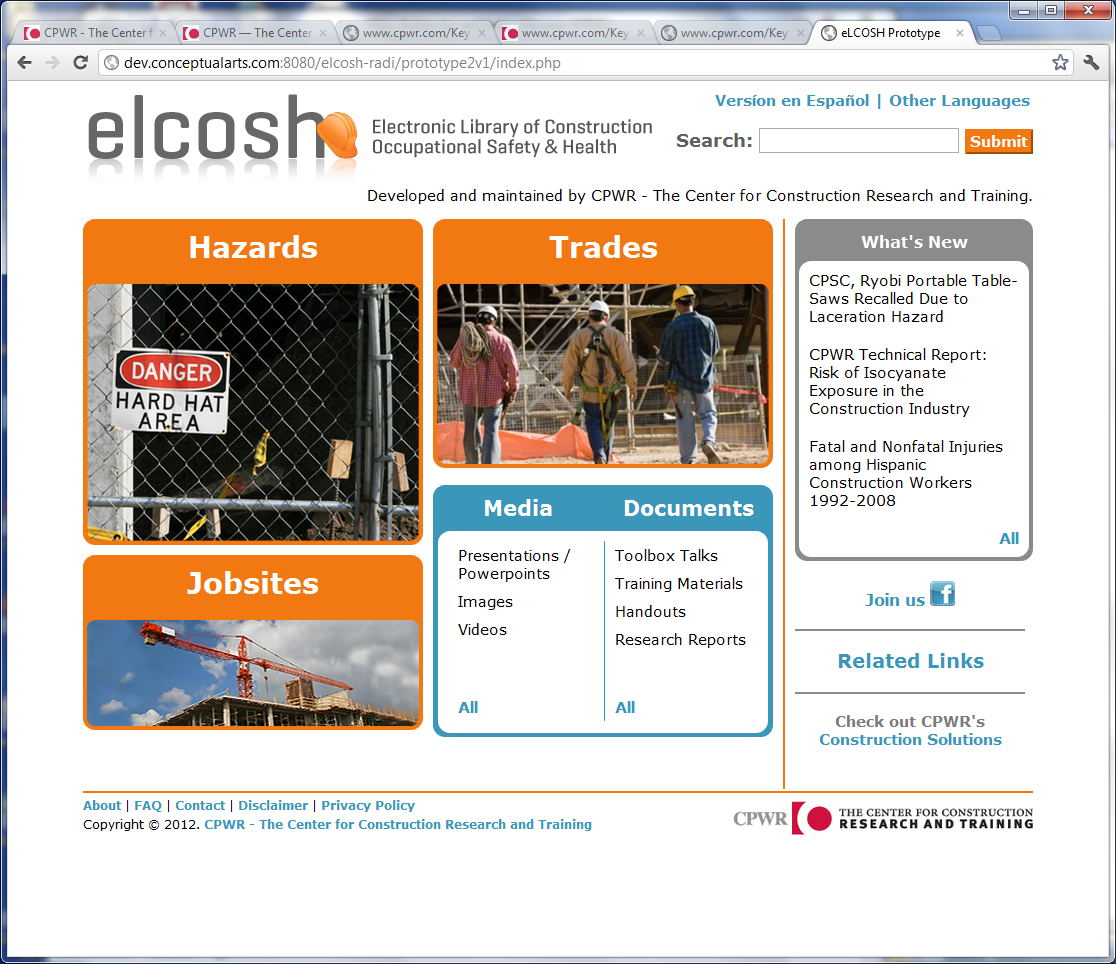 CPWR - The Center f
CPWR — The Center
www.cpwr.com/Key
www.cpwr.com/Key
www.cpwr.com/Key
eLCOSH Prototype
dev.conceptualarts.com:8080/elcosh-radi/prototype2v1/index.php
Versíon en Español | Other Languages
elcosh
Electronic Library of Construction
Occupational Safety & Health
Search:
Submit
Developed and maintained by CPWR - The Center for Construction Research and Training.
Hazards
DANGER
HARD HAT
AREA
Jobsites
Trades
Media
Presentations /
Powerpoints
Images
Videos
All
Documents
Toolbox Talks
Training Materials
Handouts
Research Reports
All
What's New
CPSC, Ryobi Portable Table-
Saws Recalled Due to
Laceration Hazard
CPWR Technical Report:
Risk of Isocyanate
Exposure in the
Construction Industry
Fatal and Nonfatal Injuries
among Hispanic
Construction Workers
1992-2008
All
Join us f
Related Links
Check out CPWR's
Construction Solutions
About | FAQ | Contact | Disclaimer | Privacy Policy
Copyright © 2012. CPWR - The Center for Construction Research and Training
CPWR
THE CENTER FOR CONSTRUCTION
RESEARCH AND TRAINING